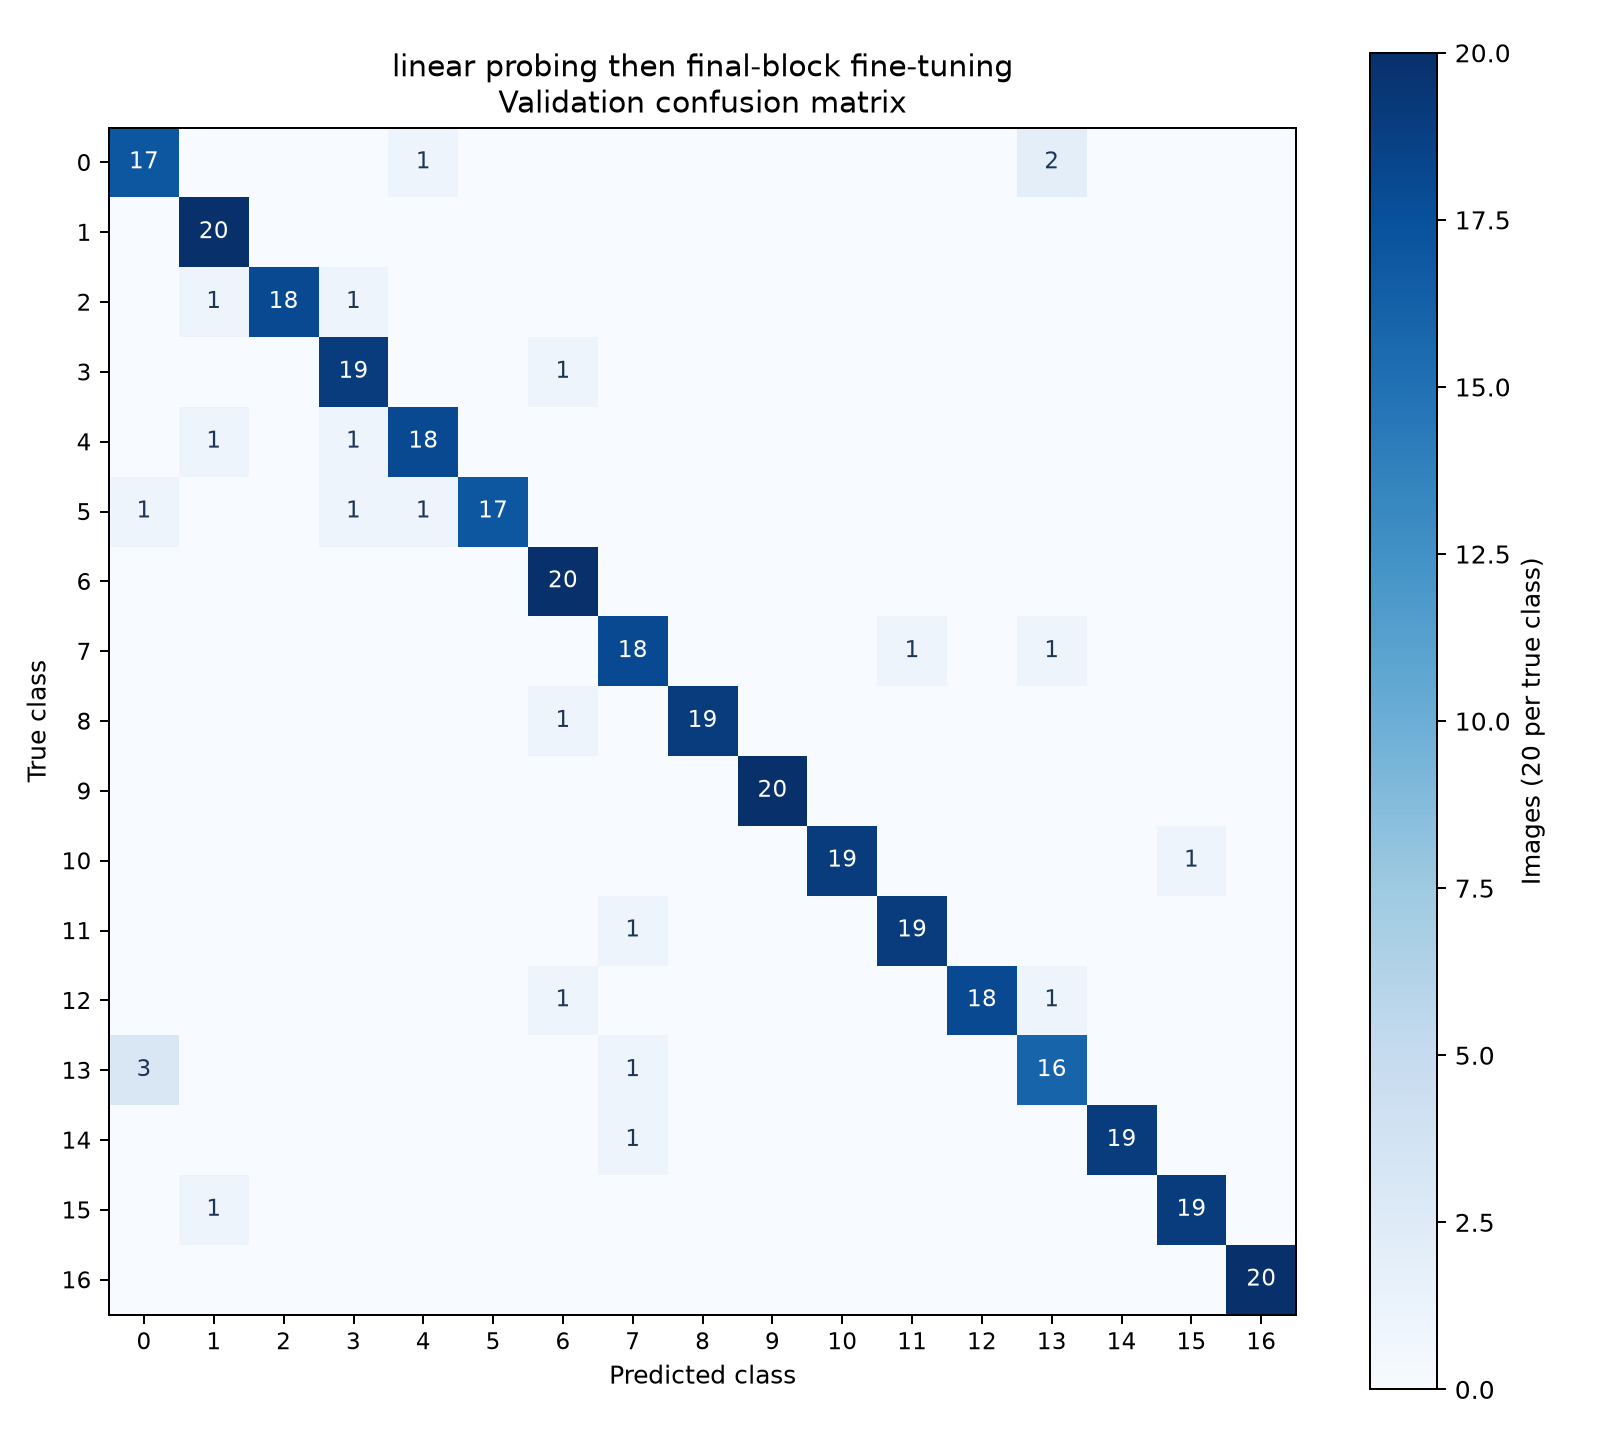 linear probing then final-block fine-tuning
Validation confusion matrix
True class
0 17 1 2
1 20
2 1 18 1
3 19 1
4 1 1 18
5 1 1 1 17
6 20
7 18 1 1
8 1 19
9 20
10 19 1
11 1 19
12 1 18 1
13 3 1 16
14 1 19
15 1 19
16 20
0 1 2 3 4 5 6 7 8 9 10 11 12 13 14 15 16
Predicted class
20.0
17.5
15.0
12.5
10.0
7.5
5.0
2.5
0.0
Images (20 per true class)